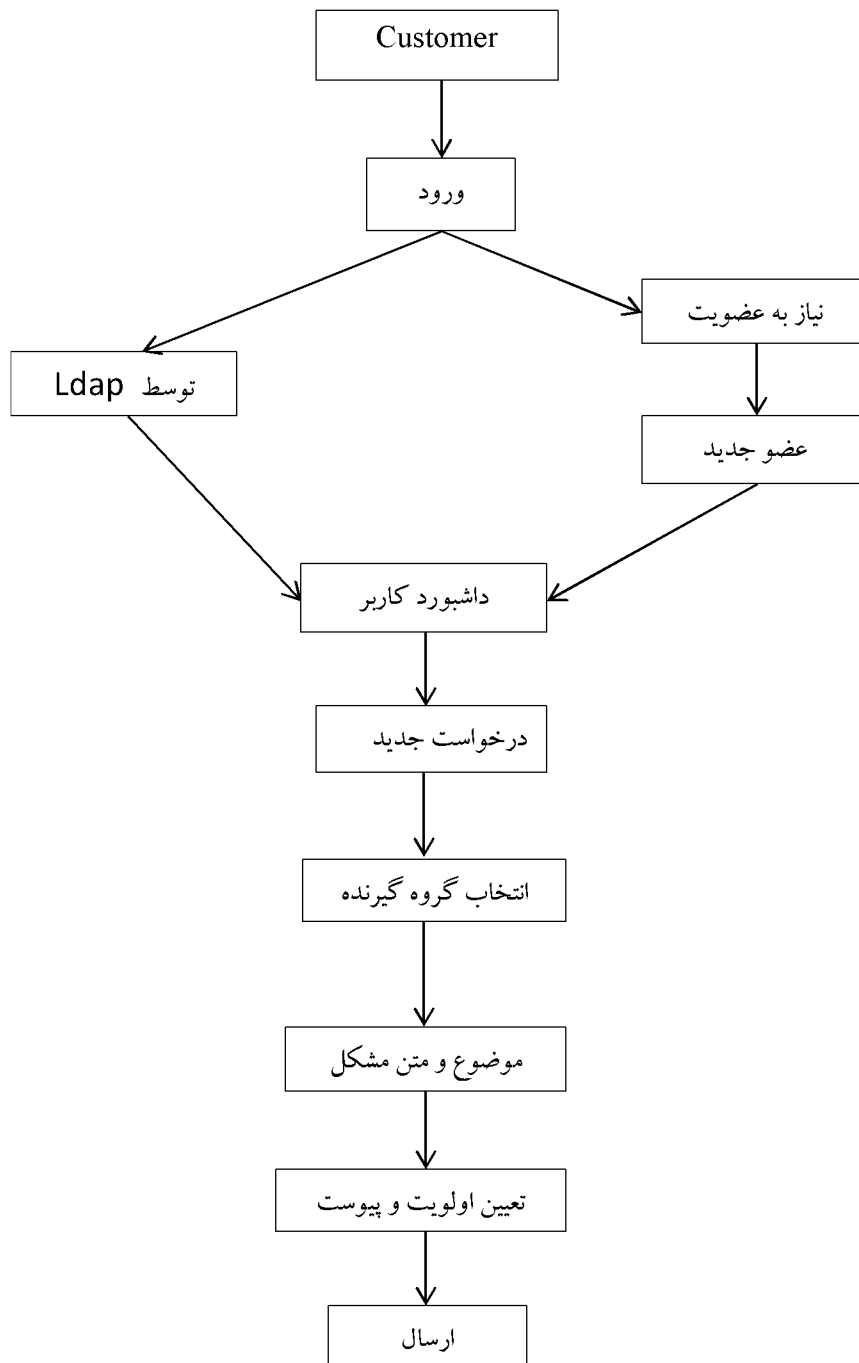 Customer
ورود
نیاز به عضویت
توسط Ldap
عضو جدید
داشبورد کاربر
درخواست جدید
انتخاب گروه گیرنده
موضوع و متن مشکل
تعیین اولویت و پیوست
ارسال